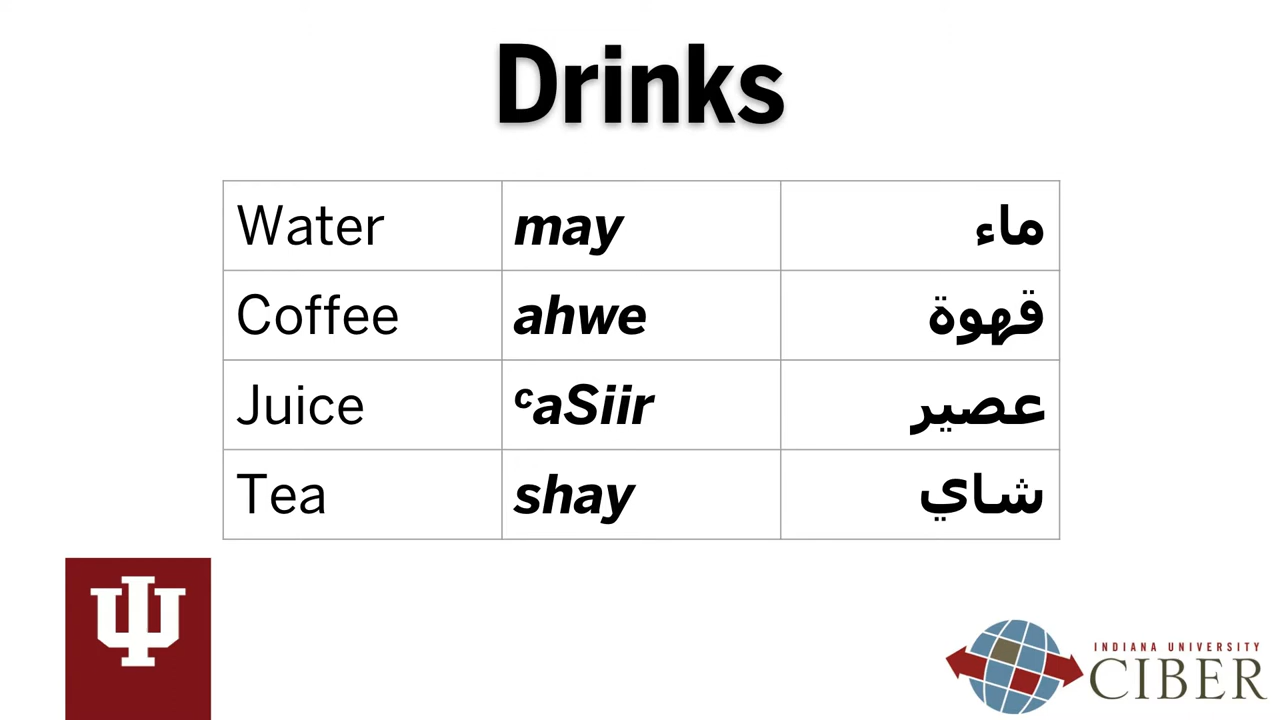 Drinks
Water may ماء
Coffee ahwe قهوة
Juice ᶜaSiir عصير
Tea shay شاي
INDIANA UNIVERSITY
CIBER